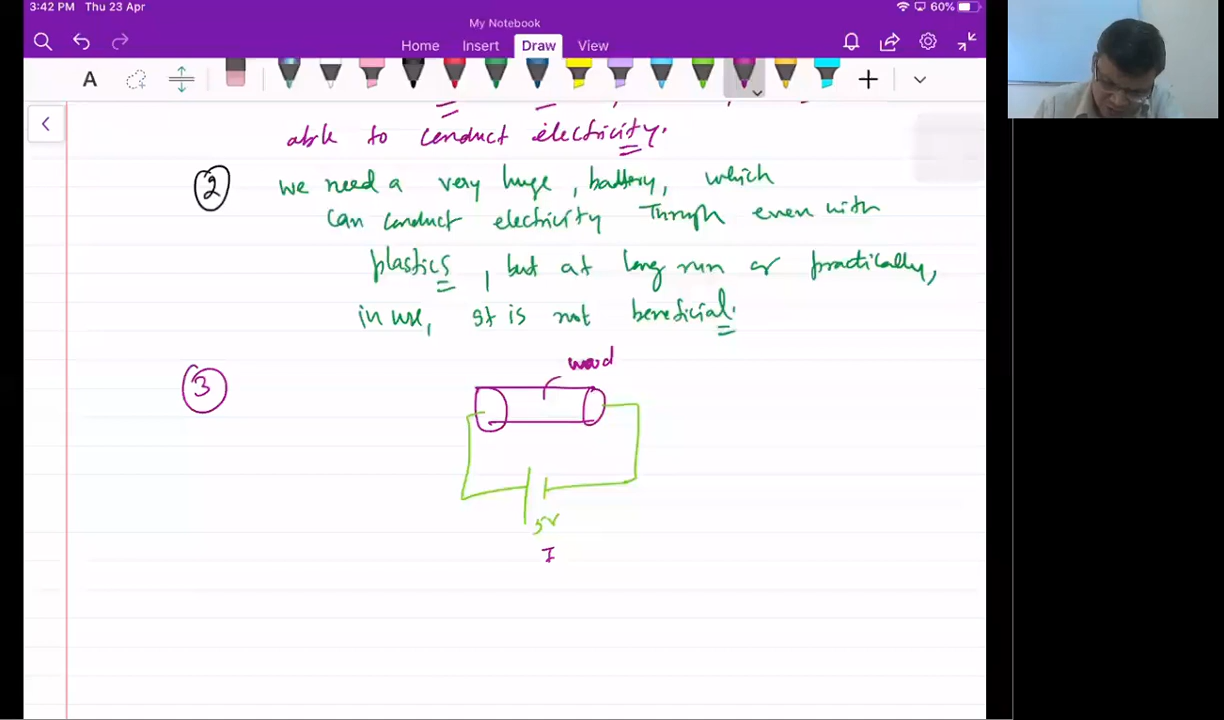 3:42 PM Thu 23 Apr
60%
My Notebook
Home Insert Draw View
A
able to conduct electricity.
2 we need a very huge, battery, which
can conduct electricity Through even with
plastics, but at long run or practically,
in use, It is not beneficial.
3
wood
5V
I